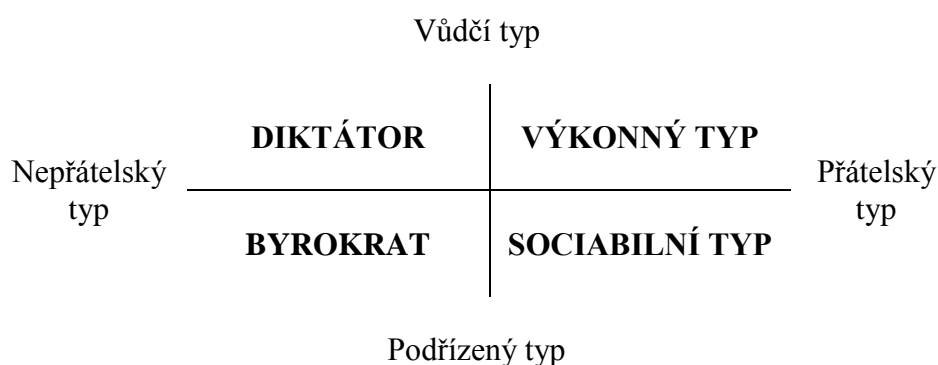 Vůdčí typ
DIKTÁTOR
VÝKONNÝ TYP
Nepřátelský
typ
Přátelský
typ
BYROKRAT
SOCIABILNÍ TYP
Podřízený typ